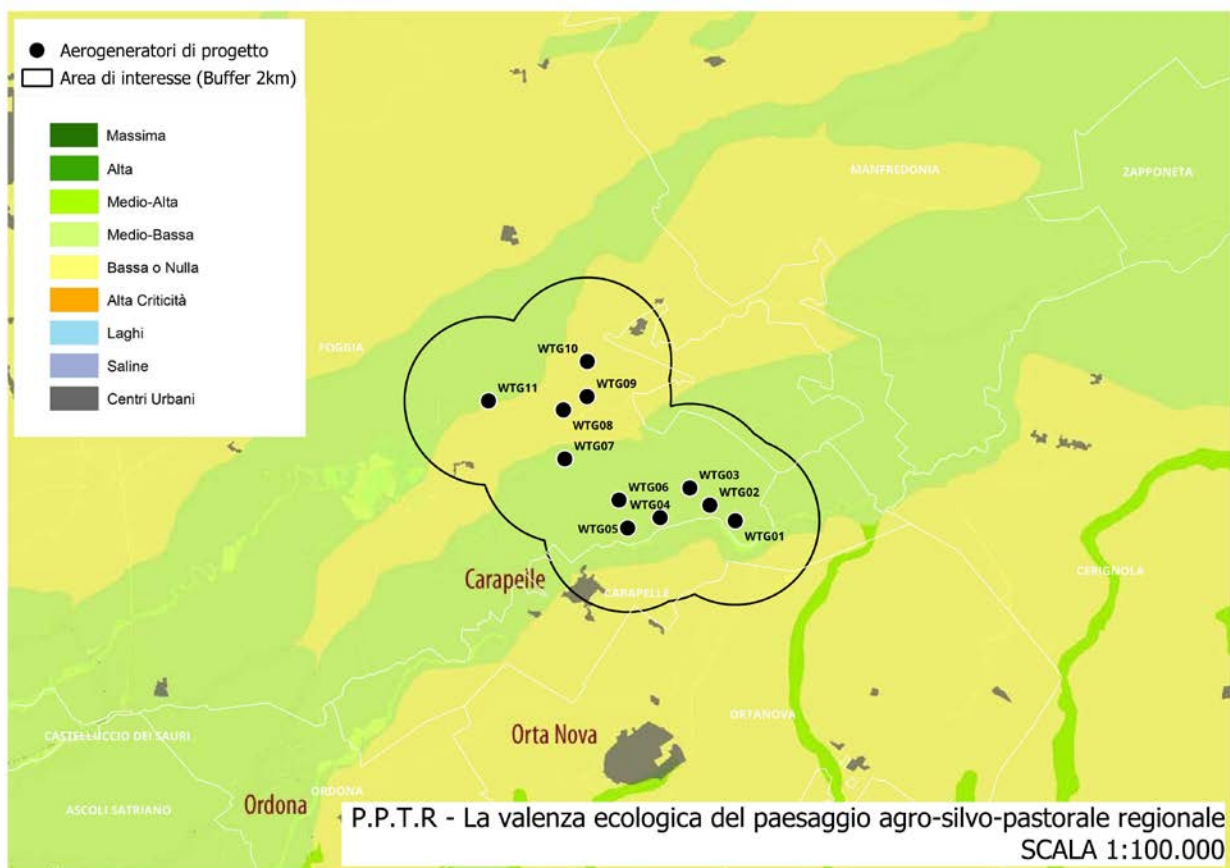 Aerogeneratori di progetto
Area di interesse (Buffer 2km)
Massima
Alta
Medio-Alta
Medio-Bassa
Bassa o Nulla
Alta Criticità
Laghi
Saline
Centri Urbani
MANFREDONIA
ZAPPONETA
FOGGIA
WTG10
WTG09
WTG11
WTG08
WTG07
WTG03
WTG06
WTG02
WTG04
WTG05
WTG01
Carapelle
CARAPELLE
CERIGNOLA
ORTANOVA
Orta Nova
CASTELLUCCIO DEI SAURI
ORDONA
Ordona
ASCOLI SATRIANO
P.P.T.R - La valenza ecologica del paesaggio agro-silvo-pastorale regionale
SCALA 1:100.000